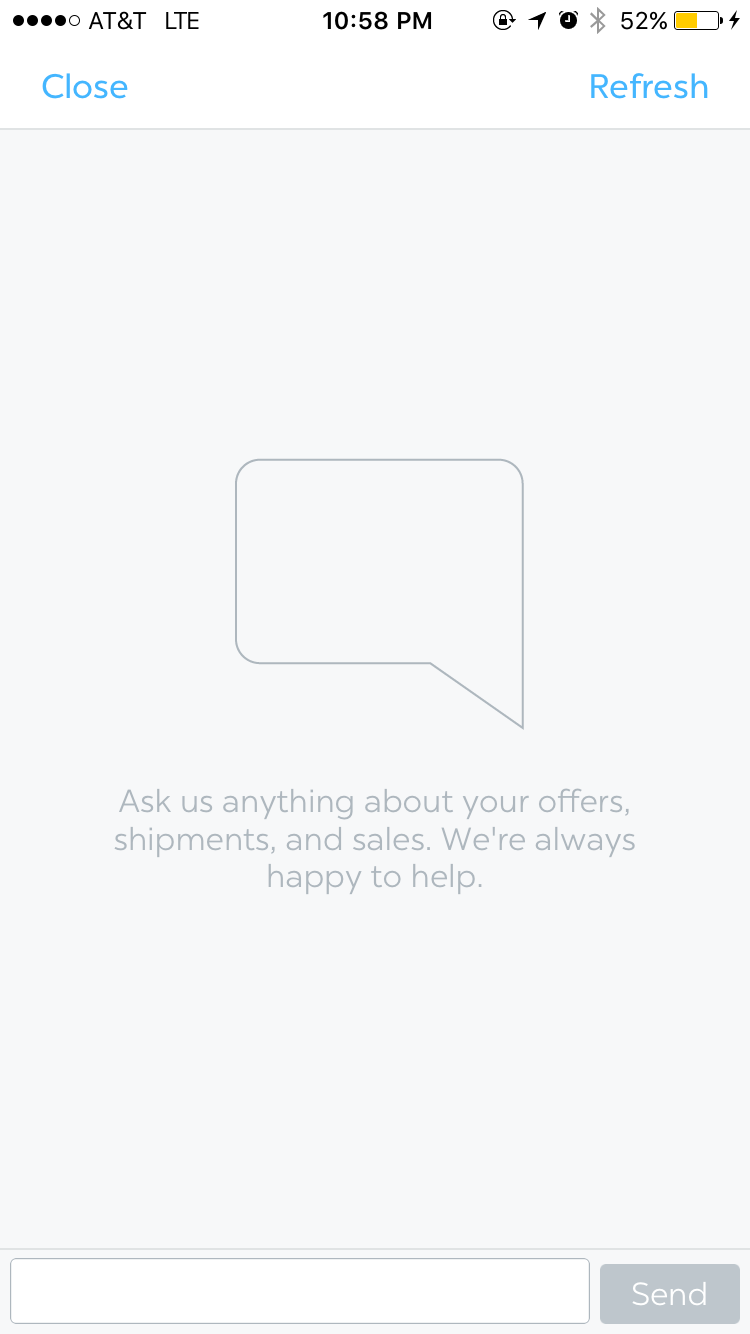 AT&T LTE 10:58 PM 52%
Close Refresh
Ask us anything about your offers,
shipments, and sales. We're always
happy to help.
Send